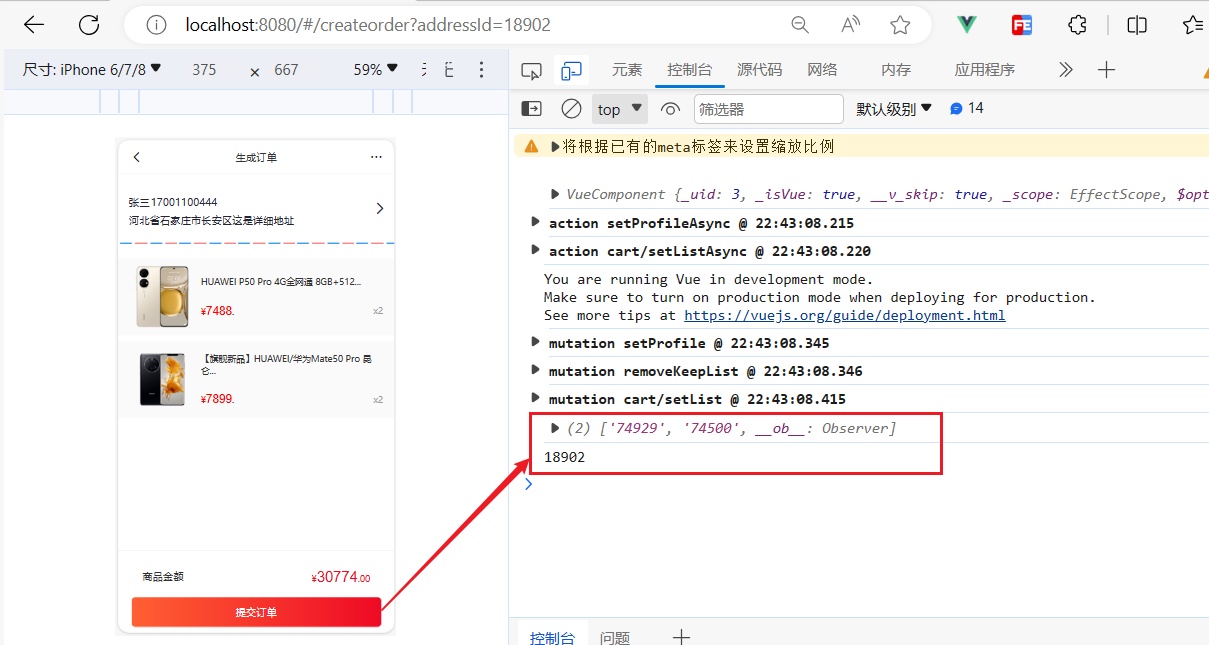 localhost:8080/#/createorder?addressId=18902
尺寸: iPhone 6/7/8 ▼ 375 × 667 59% ▼
元素 控制台 源代码 网络 内存 应用程序
top ▼ 筛选器 默认级别 ▼ 14
将根据已有的meta标签来设置缩放比例
VueComponent {_uid: 3, _isVue: true, __v_skip: true, _scope: EffectScope, $opt
action setProfileAsync @ 22:43:08.215
action cart/setListAsync @ 22:43:08.220
You are running Vue in development mode.
Make sure to turn on production mode when deploying for production.
See more tips at https://vuejs.org/guide/deployment.html
mutation setProfile @ 22:43:08.345
mutation removeKeepList @ 22:43:08.346
mutation cart/setList @ 22:43:08.415
(2) ['74929', '74500', __ob__: Observer]
18902
控制台 问题
生成订单
张三17001100444
河北省石家庄市长安区这是详细地址
HUAWEI P50 Pro 4G全网通 8GB+512...
¥7488. x2
【旗舰新品】HUAWEI/华为Mate50 Pro 昆
仑...
¥7899. x2
商品金额 ¥30774.00
提交订单